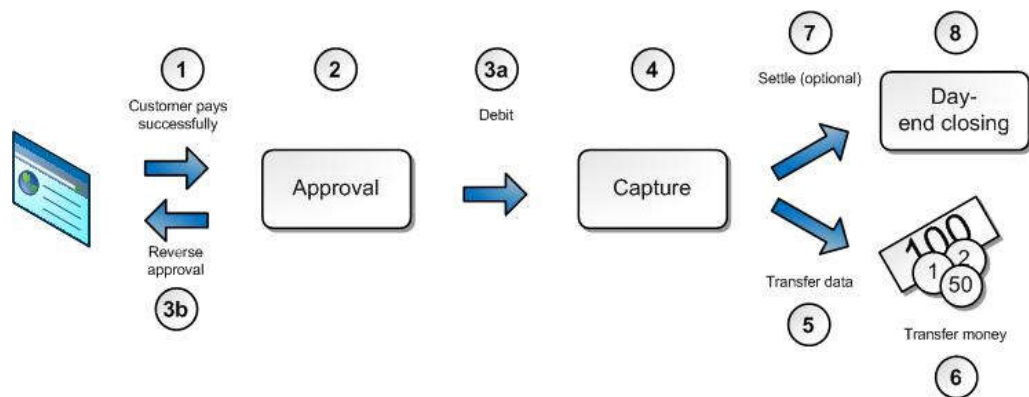 1
Customer pays
successfully
2
3a
Debit
4
7
Settle (optional)
8
Day-
end closing
Approval
Capture
Reverse
approval
3b
Transfer data
5
100
1
2
50
Transfer money
6